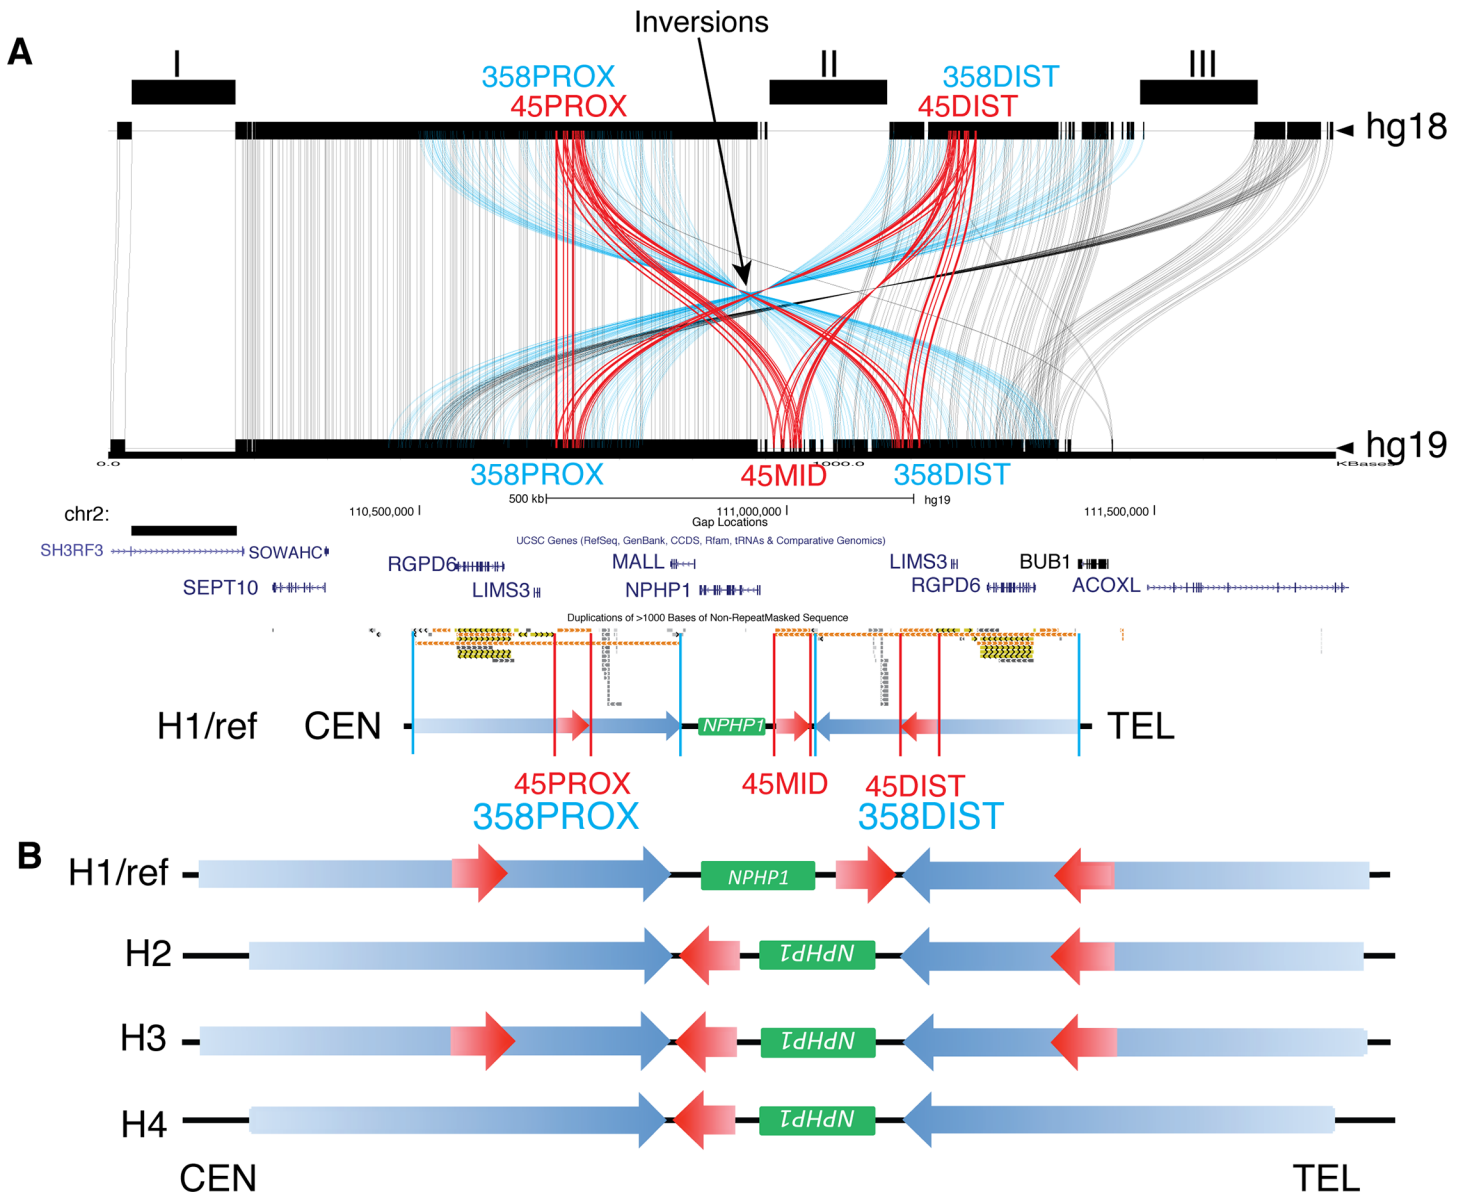 Inversions
A
I
II
III
358PROX
358DIST
45PROX
45DIST
hg18
hg19
0.0
1000.0
KBases
358PROX
45MID
358DIST
500 kb
hg19
chr2:
110,500,000
111,000,000
111,500,000
Gap Locations
UCSC Genes (RefSeq, GenBank, CCDS, Rfam, tRNAs & Comparative Genomics)
SH3RF3
SOWAHC
RGPD6
MALL
LIMS3
BUB1
SEPT10
LIMS3
NPHP1
RGPD6
ACOXL
Duplications of >1000 Bases of Non-RepeatMasked Sequence
H1/ref
CEN
NPHP1
TEL
45PROX
45MID
45DIST
358PROX
358DIST
B
H1/ref
NPHP1
H2
NPHP1
H3
NPHP1
H4
NPHP1
CEN
TEL